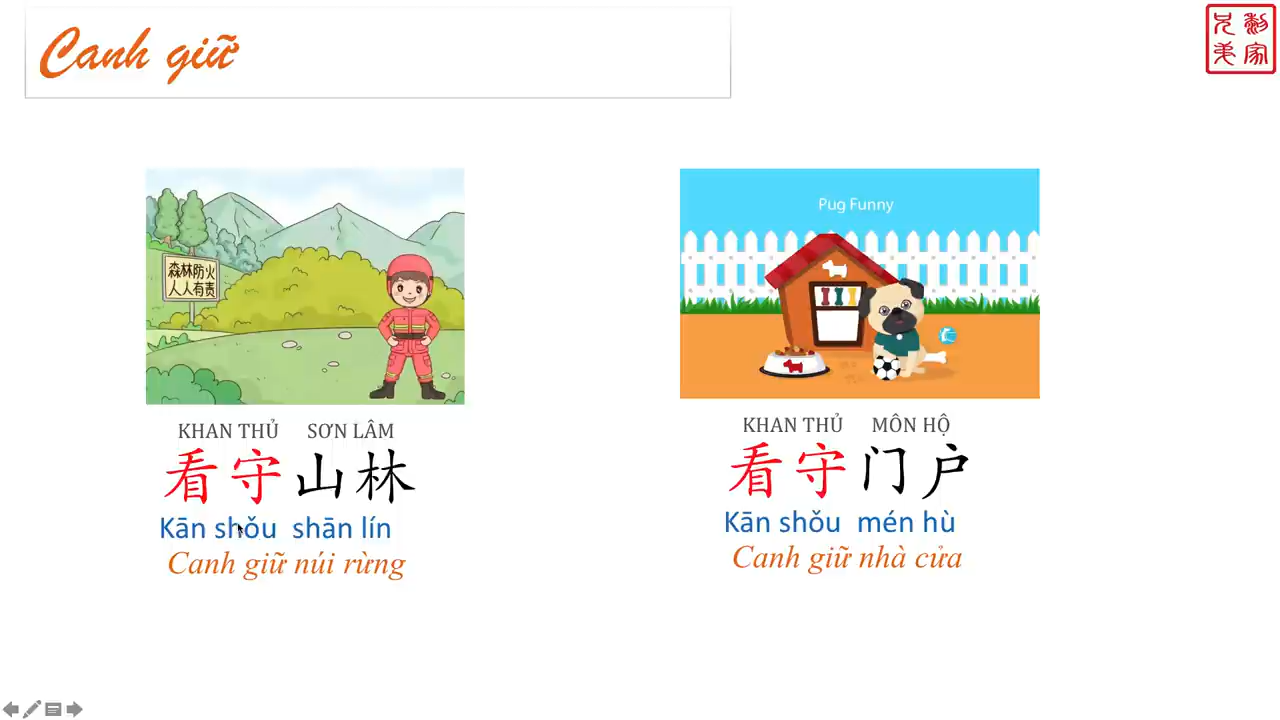 Canh giữ
森林防火
人人有责
KHAN THỦ SƠN LÂM
看守山林
Kān shǒu shān lín
Canh giữ núi rừng
Pug Funny
KHAN THỦ MÔN HỘ
看守门户
Kān shǒu mén hù
Canh giữ nhà cửa